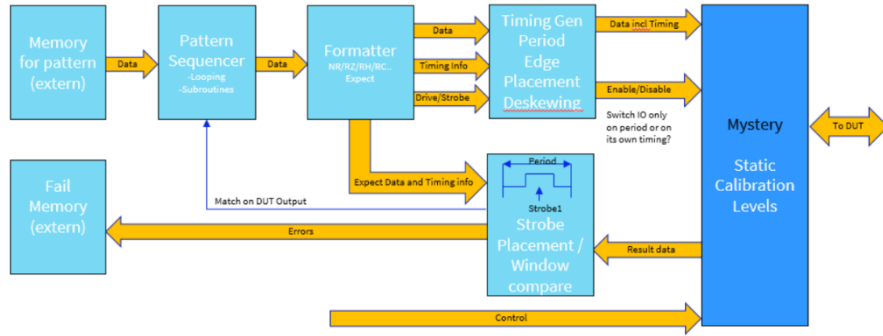 Memory
for pattern
(extern)
Data
Pattern
Sequencer
-Looping
-Subroutines
Data
Formatter
NR/RZ/RH/RC...
Expect
Data
Timing Info
Drive/Strobe
Timing Gen
Period
Edge
Placement
Deskewing
Data incl Timing
Enable/Disable
Switch IO only
on period or on
its own timing?
Mystery
Static
Calibration
Levels
To DUT
Fail
Memory
(extern)
Match on DUT Output
Expect Data and Timing info
Errors
Period
Strobe1
Strobe
Placement /
Window
compare
Result data
Control